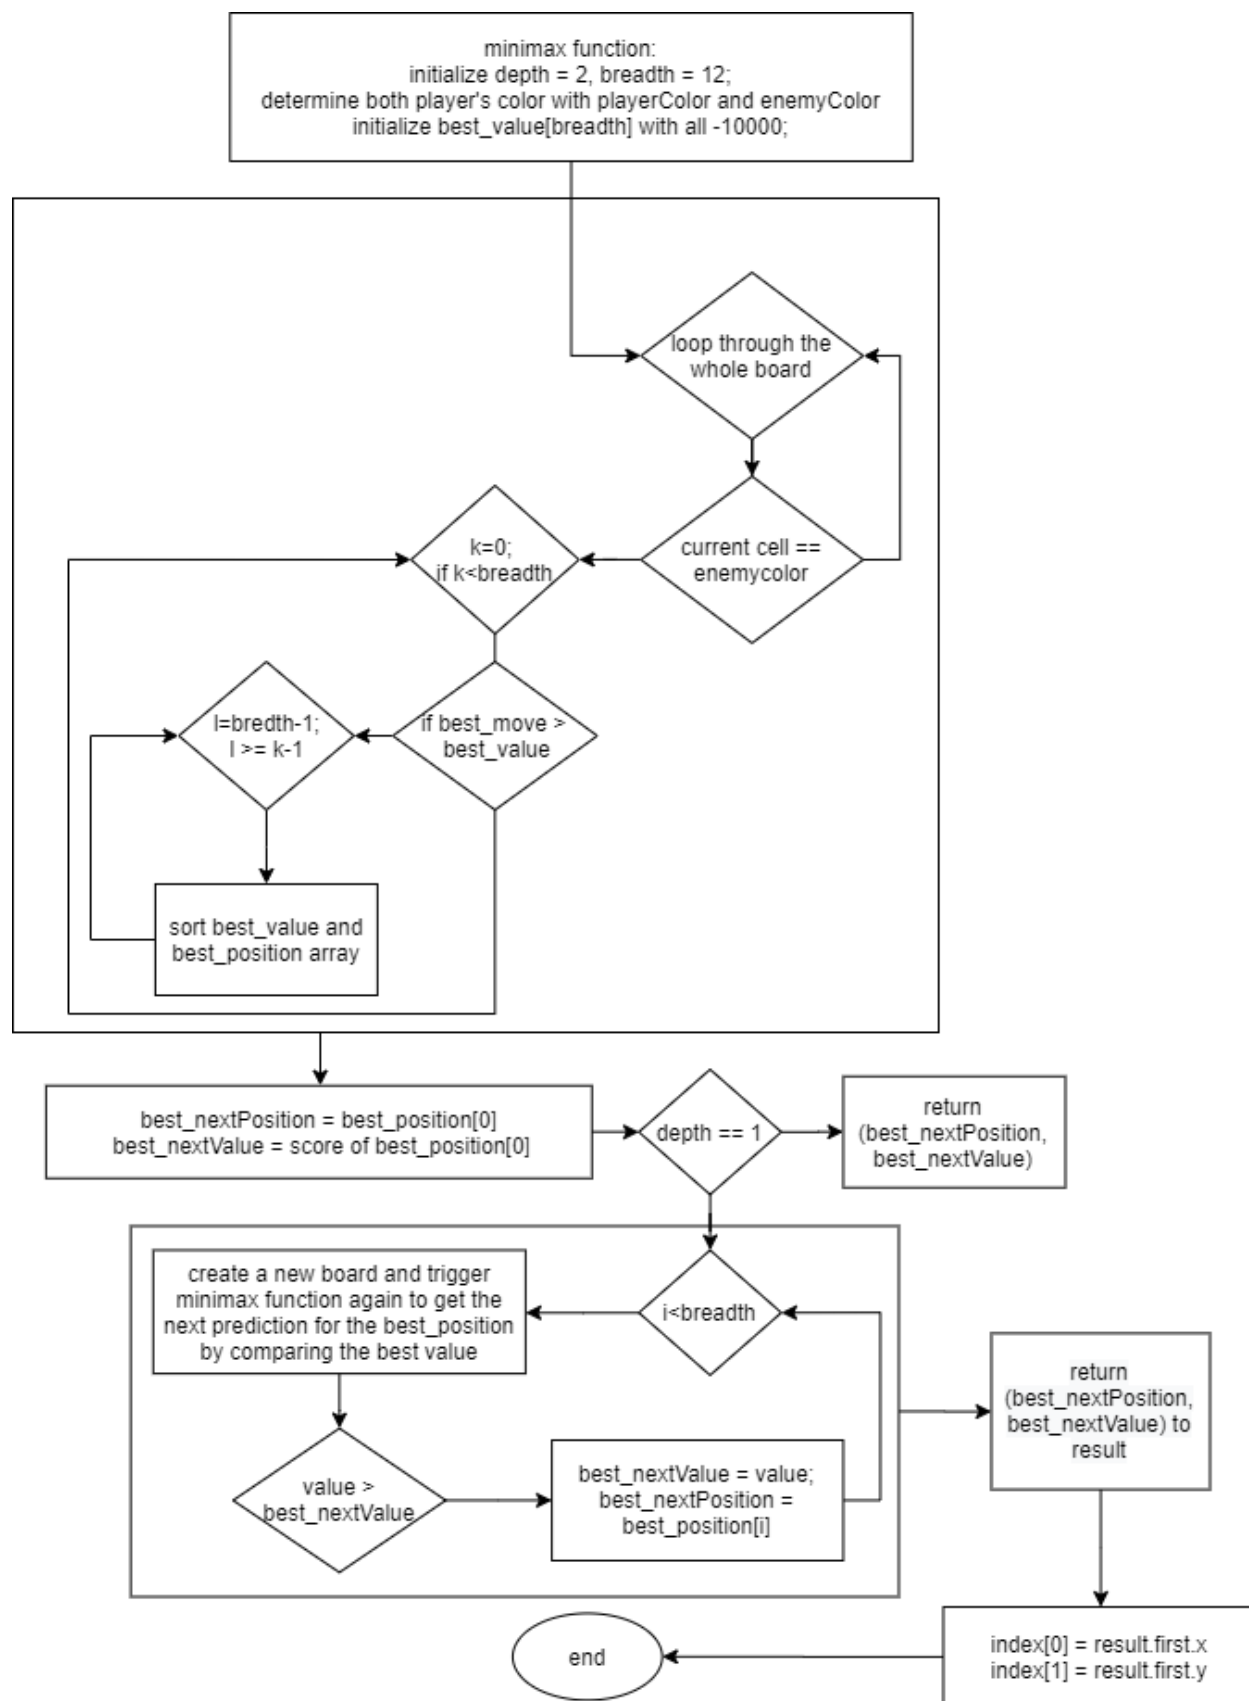 minimax function:
initialize depth = 2, breadth = 12;
determine both player's color with playerColor and enemyColor
initialize best_value[breadth] with all -10000;
loop through the
whole board
current cell ==
enemycolor
k=0;
if k<breadth
if best_move >
best_value
l=bredth-1;
l >= k-1
sort best_value and
best_position array
best_nextPosition = best_position[0]
best_nextValue = score of best_position[0]
depth == 1
return
(best_nextPosition,
best_nextValue)
i<breadth
create a new board and trigger
minimax function again to get the
next prediction for the best_position
by comparing the best value
value >
best_nextValue
best_nextValue = value;
best_nextPosition =
best_position[i]
return
(best_nextPosition,
best_nextValue) to
result
index[0] = result.first.x
index[1] = result.first.y
end